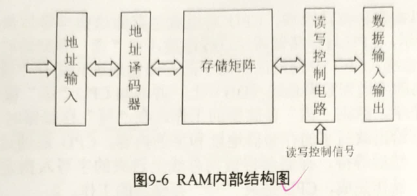 地址输入
地址译码器
存储矩阵
读写控制电路
数据输入输出
读写控制信号
图9-6 RAM内部结构图